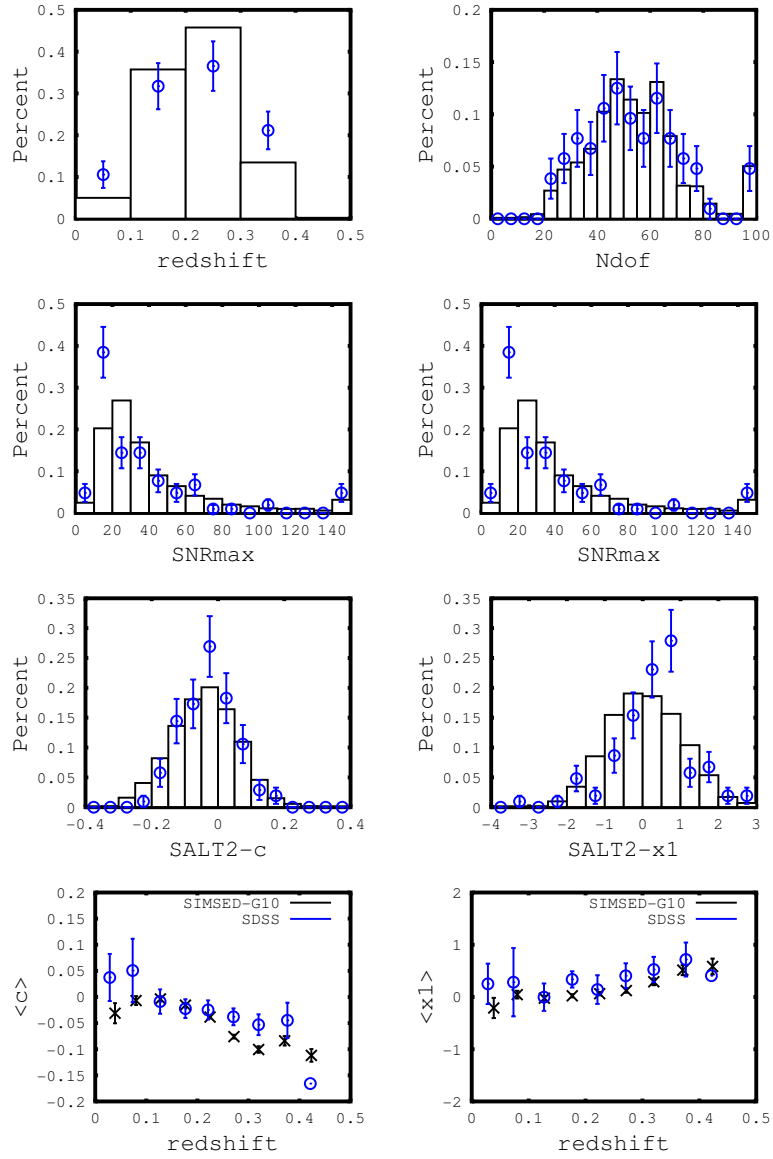 0.5
0.4
0.3
0.2
0.1
0
Percent
0 0.1 0.2 0.3 0.4 0.5
redshift
0.2
0.15
0.1
0.05
0
Percent
0 20 40 60 80 100
Ndof
0.5
0.4
0.3
0.2
0.1
0
Percent
0 20 40 60 80 100 120 140
SNRmax
0.5
0.4
0.3
0.2
0.1
0
Percent
0 20 40 60 80 100 120 140
SNRmax
0.35
0.3
0.25
0.2
0.15
0.1
0.05
0
Percent
−0.4 −0.2 0 0.2 0.4
SALT2−c
0.35
0.3
0.25
0.2
0.15
0.1
0.05
0
Percent
−4 −3 −2 −1 0 1 2 3
SALT2−x1
0.2
0.15
0.1
0.05
0
−0.05
−0.1
−0.15
−0.2
<c>
SIMSED−G10
SDSS
0 0.1 0.2 0.3 0.4 0.5
redshift
2
1
0
−1
−2
<x1>
SIMSED−G10
SDSS
0 0.1 0.2 0.3 0.4 0.5
redshift